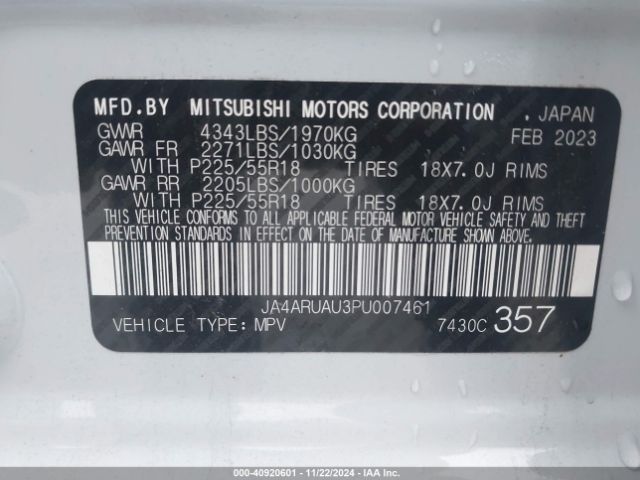 MFD.BY MITSUBISHI MOTORS CORPORATION . JAPAN
GVWR 4343LBS/1970KG FEB 2023
GAWR FR 2271LBS/1030KG
WITH P225/55R18 TIRES 18X7.0J RIMS
GAWR RR 2205LBS/1000KG
WITH P225/55R18 TIRES 18X7.0J RIMS
THIS VEHICLE CONFORMS TO ALL APPLICABLE FEDERAL MOTOR VEHICLE SAFETY AND THEFT
PREVENTION STANDARDS IN EFFECT ON THE DATE OF MANUFACTURE SHOWN ABOVE.
JA4ARUAU3PU007461
VEHICLE TYPE: MPV 7430C 357
000-40920601 - 11/22/2024 - IAAI.COM